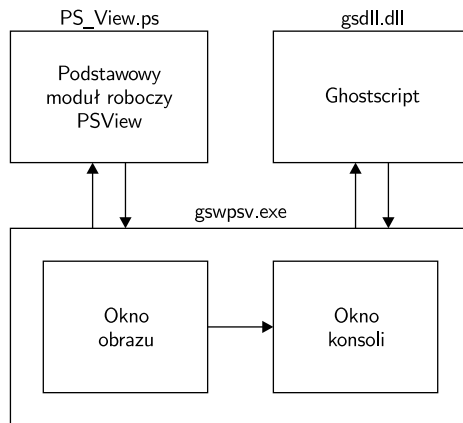 PS_View.ps
gsdll.dll
Podstawowy
moduł roboczy
PSView
Ghostscript
gswpsv.exe
Okno
obrazu
Okno
konsoli